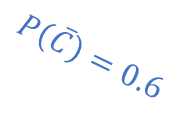 P(C̄) = 0.6